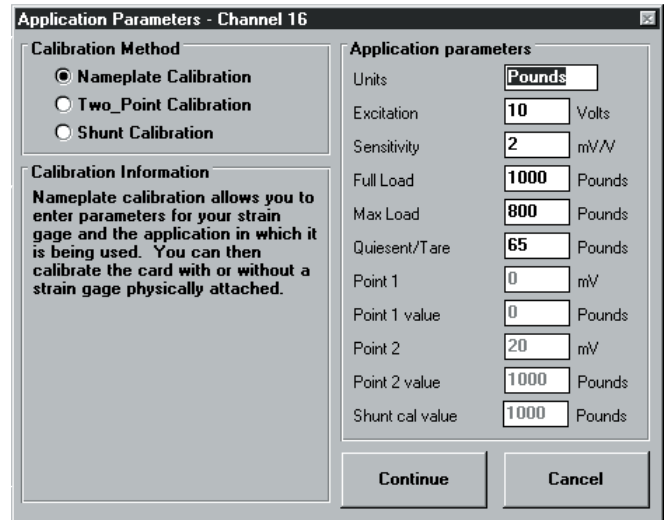 Application Parameters - Channel 16
Calibration Method
Nameplate Calibration
Two_Point Calibration
Shunt Calibration
Calibration Information
Nameplate calibration allows you to
enter parameters for your strain
gage and the application in which it
is being used. You can then
calibrate the card with or without a
strain gage physically attached.
Application parameters
Units Pounds
Excitation 10 Volts
Sensitivity 2 mV/V
Full Load 1000 Pounds
Max Load 800 Pounds
Quiesent/Tare 65 Pounds
Point 1 0 mV
Point 1 value 0 Pounds
Point 2 20 mV
Point 2 value 1000 Pounds
Shunt cal value 1000 Pounds
Continue Cancel